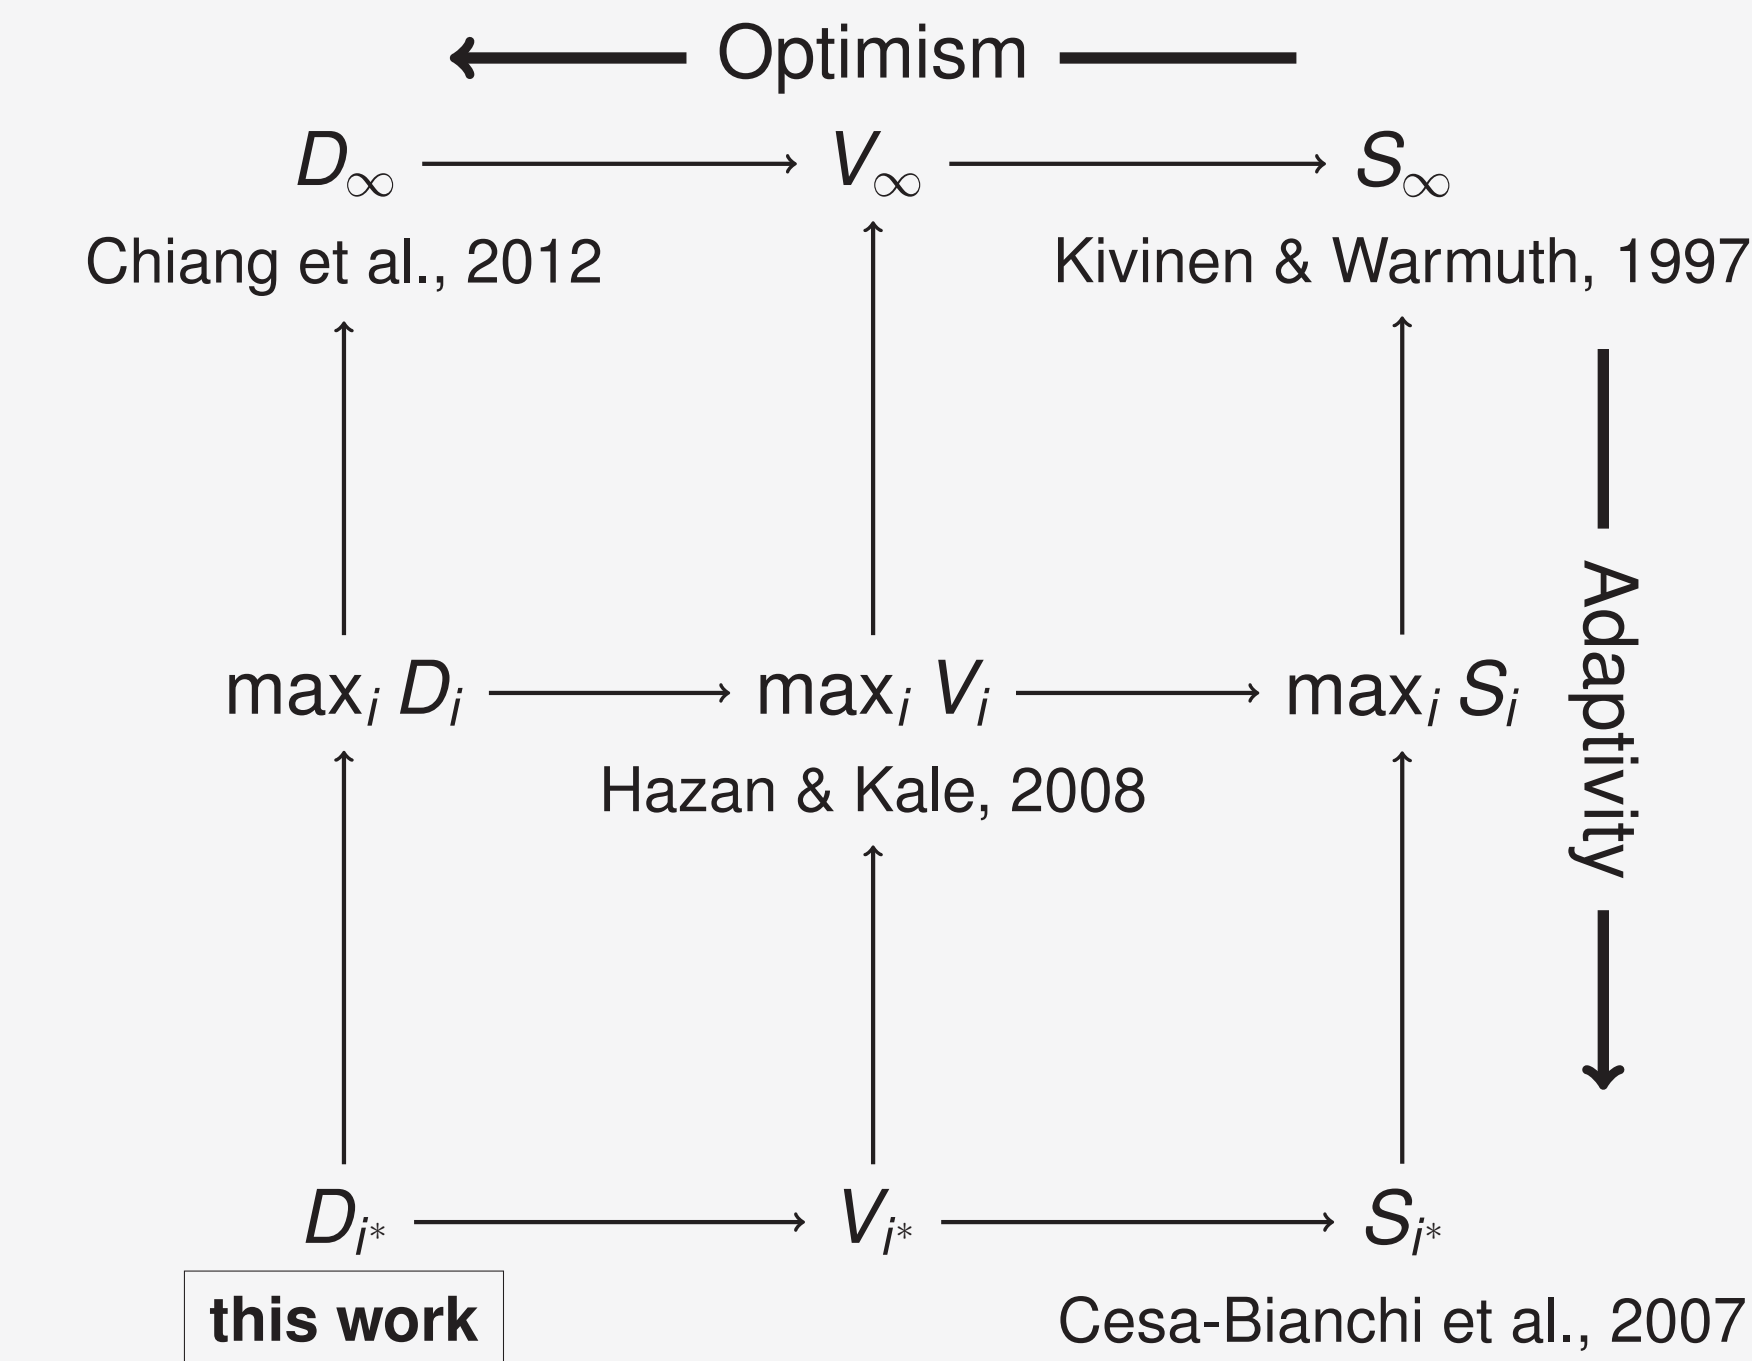 Optimism
D∞ V∞ S∞
Chiang et al., 2012 Kivinen & Warmuth, 1997
Adaptivity
maxᵢ Dᵢ maxᵢ Vᵢ maxᵢ Sᵢ
Hazan & Kale, 2008
Dᵢ* Vᵢ* Sᵢ*
this work Cesa-Bianchi et al., 2007